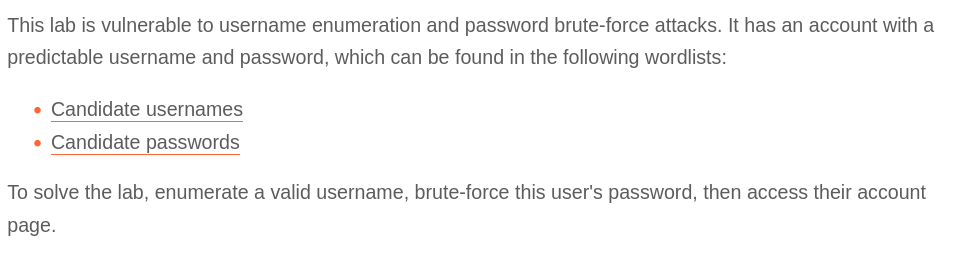 This lab is vulnerable to username enumeration and password brute-force attacks. It has an account with a
predictable username and password, which can be found in the following wordlists:
Candidate usernames
Candidate passwords
To solve the lab, enumerate a valid username, brute-force this user's password, then access their account
page.